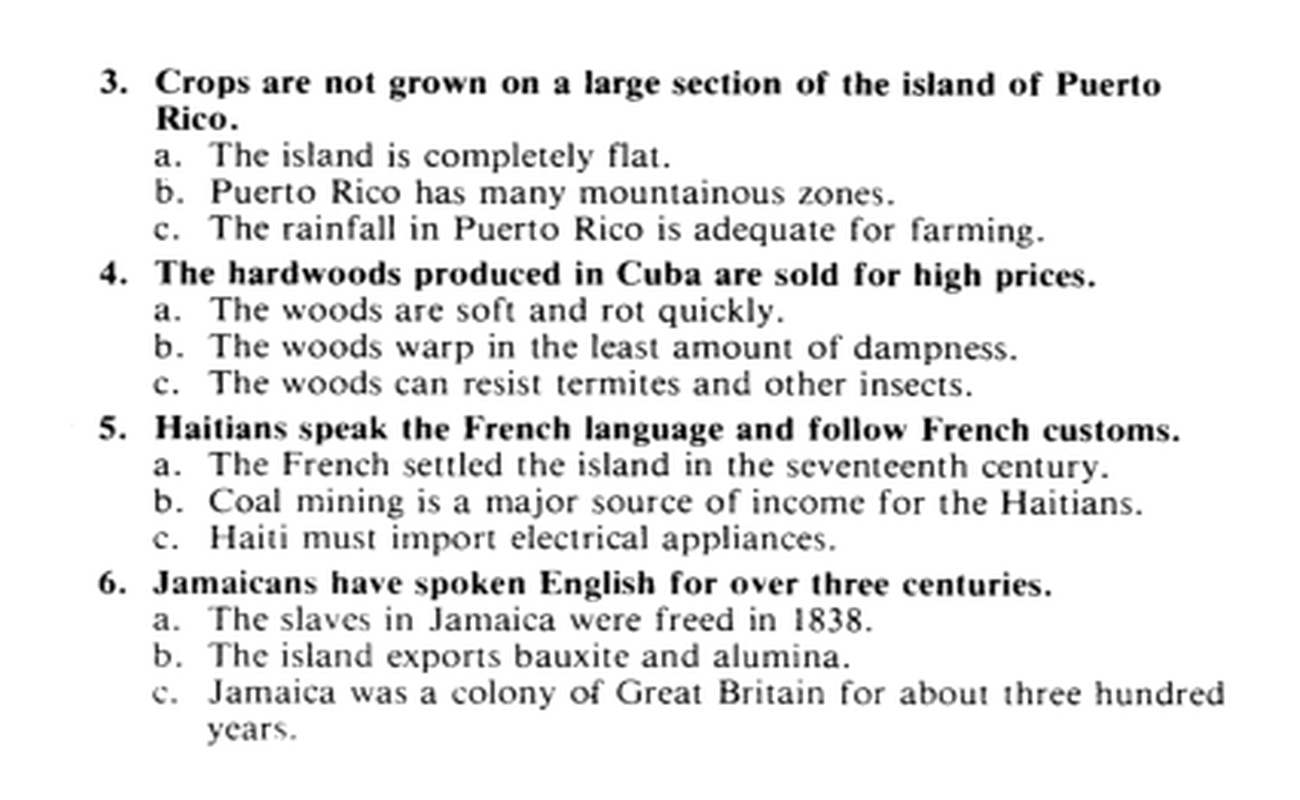 3. Crops are not grown on a large section of the island of Puerto
Rico.
a. The island is completely flat.
b. Puerto Rico has many mountainous zones.
c. The rainfall in Puerto Rico is adequate for farming.
4. The hardwoods produced in Cuba are sold for high prices.
a. The woods are soft and rot quickly.
b. The woods warp in the least amount of dampness.
c. The woods can resist termites and other insects.
5. Haitians speak the French language and follow French customs.
a. The French settled the island in the seventeenth century.
b. Coal mining is a major source of income for the Haitians.
c. Haiti must import electrical appliances.
6. Jamaicans have spoken English for over three centuries.
a. The slaves in Jamaica were freed in 1838.
b. The island exports bauxite and alumina.
c. Jamaica was a colony of Great Britain for about three hundred
years.